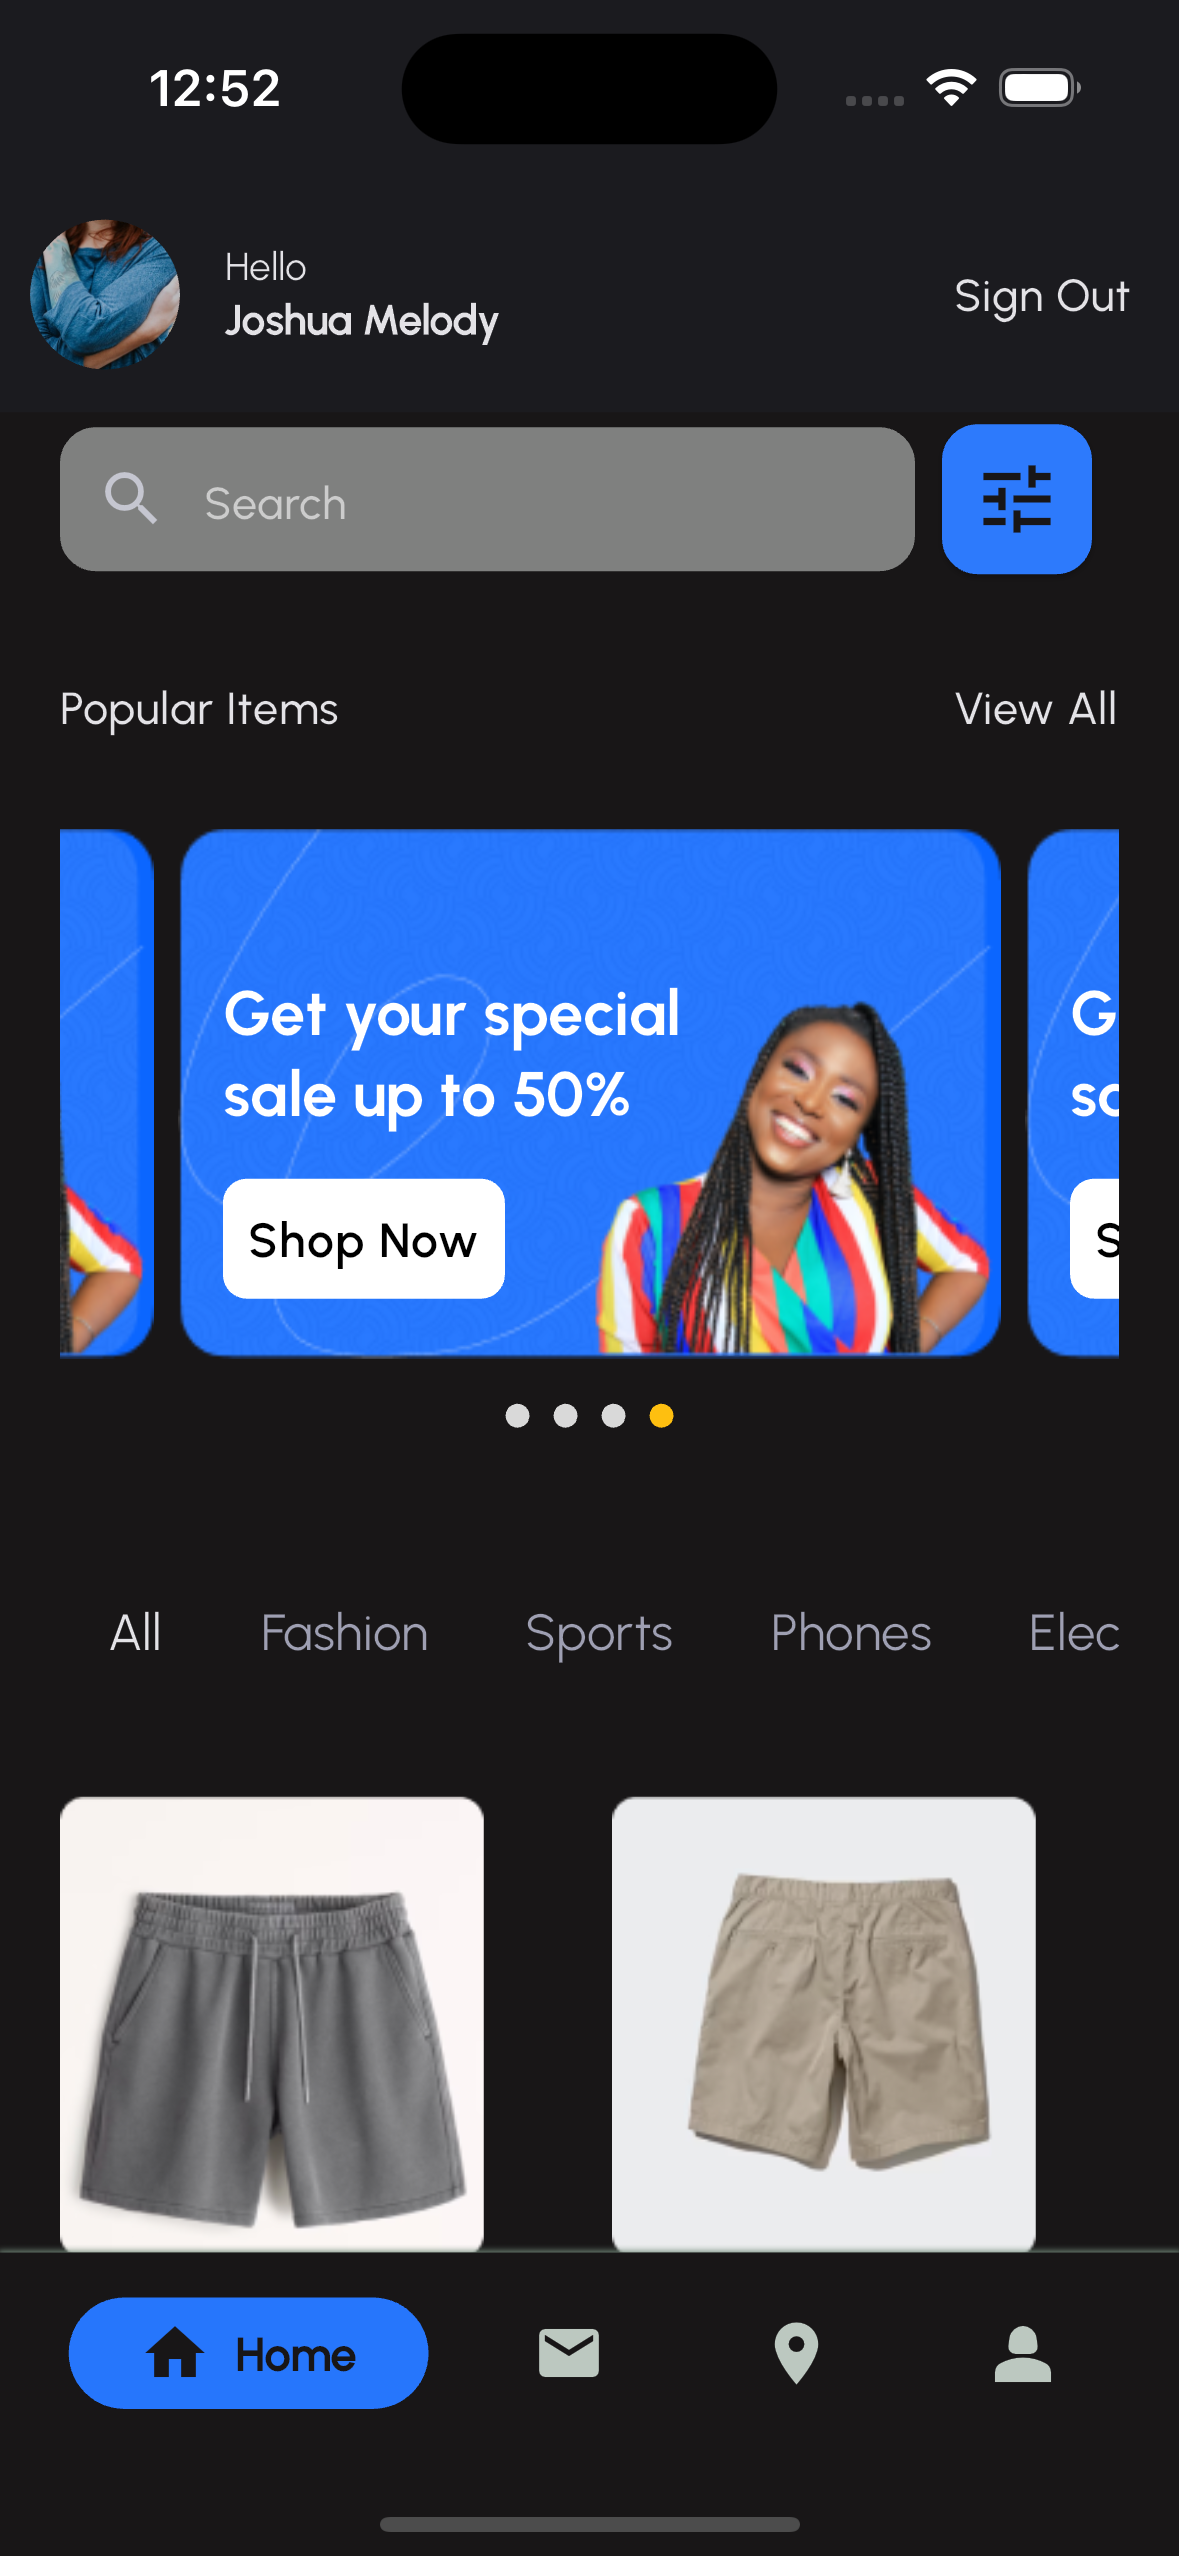 12:52
Hello
Joshua Melody
Sign Out
Search
Popular Items
View All
Get your special
sale up to 50%
Shop Now
G
S
All
Fashion
Sports
Phones
Elec
Home